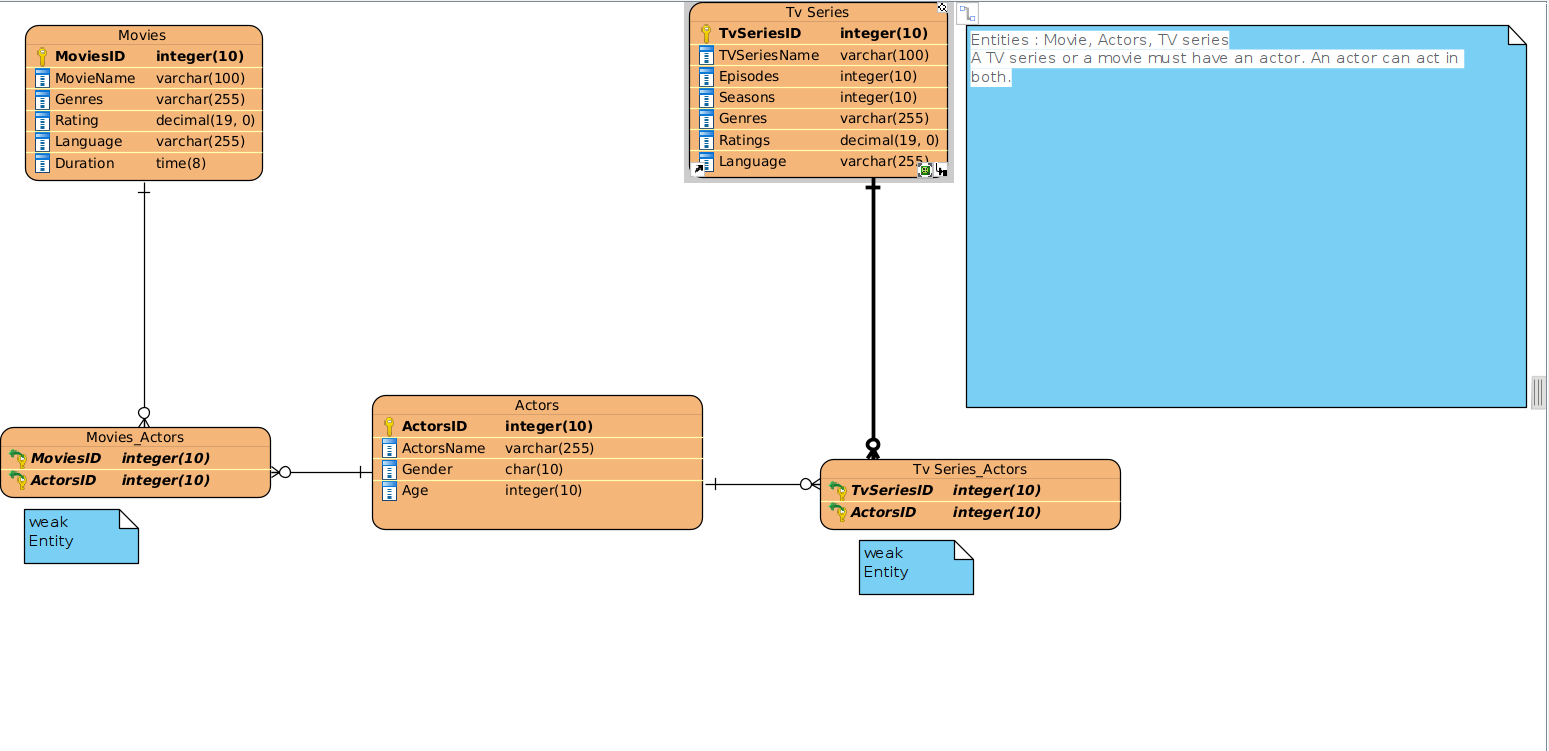 Movies
MoviesID integer(10)
MovieName varchar(100)
Genres varchar(255)
Rating decimal(19, 0)
Language varchar(255)
Duration time(8)
Tv Series
TvSeriesID integer(10)
TVSeriesName varchar(100)
Episodes integer(10)
Seasons integer(10)
Genres varchar(255)
Ratings decimal(19, 0)
Language varchar(255)
Entities : Movie, Actors, TV series
A TV series or a movie must have an actor. An actor can act in
both.
Movies_Actors
MoviesID integer(10)
ActorsID integer(10)
weak
Entity
Actors
ActorsID integer(10)
ActorsName varchar(255)
Gender char(10)
Age integer(10)
Tv Series_Actors
TvSeriesID integer(10)
ActorsID integer(10)
weak
Entity